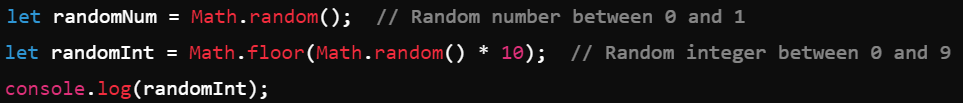 let randomNum = Math.random();  // Random number between 0 and 1
let randomInt = Math.floor(Math.random() * 10);  // Random integer between 0 and 9
console.log(randomInt);